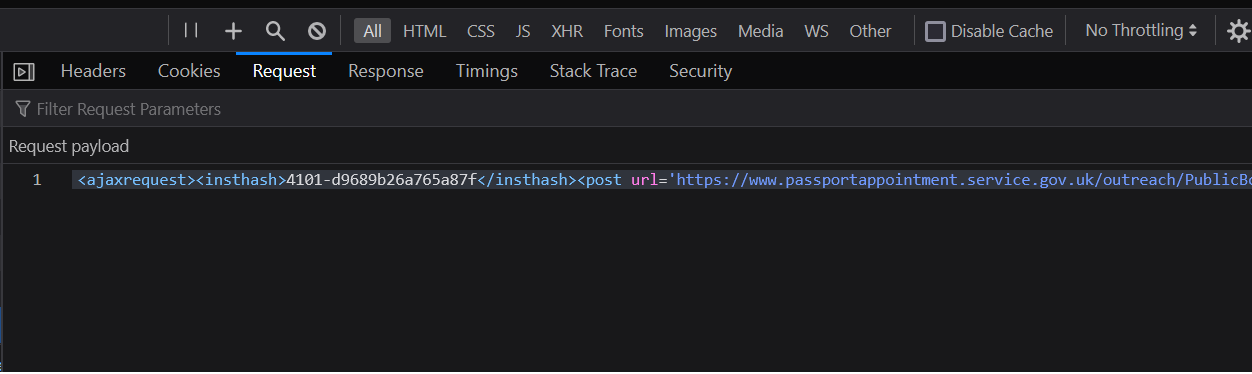 All HTML CSS JS XHR Fonts Images Media WS Other Disable Cache No Throttling
Headers Cookies Request Response Timings Stack Trace Security
Filter Request Parameters
Request payload
1 <ajaxrequest><insthash>4101-d9689b26a765a87f</insthash><post url='https://www.passportappointment.service.gov.uk/outreach/PublicBo